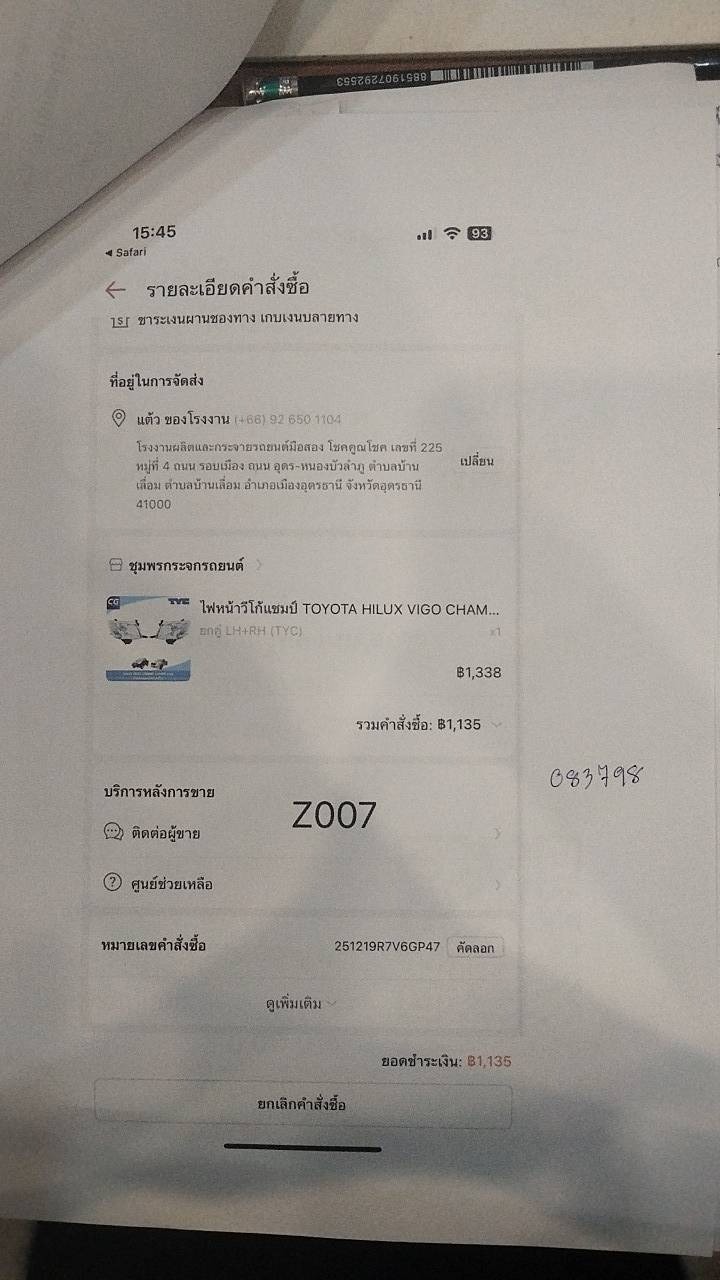 8851907292553
15:45
93
◄ Safari
← รายละเอียดคำสั่งซื้อ
ชำระเงินผ่านช่องทาง เก็บเงินปลายทาง
ที่อยู่ในการจัดส่ง
แต้ว ของโรงงาน (+66) 92 650 1104
โรงงานผลิตและกระจายรถยนต์มือสอง โชคคูณโชค เลขที่ 225
หมู่ที่ 4 ถนน รอบเมือง ถนน อุดร-หนองบัวลำภู ตำบลบ้าน
เลื่อม ตำบลบ้านเลื่อม อำเภอเมืองอุดรธานี จังหวัดอุดรธานี
41000
เปลี่ยน
ชุมพรกระจกรถยนต์
CG
TYC
ไฟหน้าวีโก้แชมป์ TOYOTA HILUX VIGO CHAM...
ยกคู่ LH+RH (TYC)
x1
฿1,338
รวมคำสั่งซื้อ: ฿1,135
083798
บริการหลังการขาย
Z007
ติดต่อผู้ขาย
ศูนย์ช่วยเหลือ
หมายเลขคำสั่งซื้อ 251219R7V6GP47 คัดลอก
ดูเพิ่มเติม
ยอดชำระเงิน: ฿1,135
ยกเลิกคำสั่งซื้อ